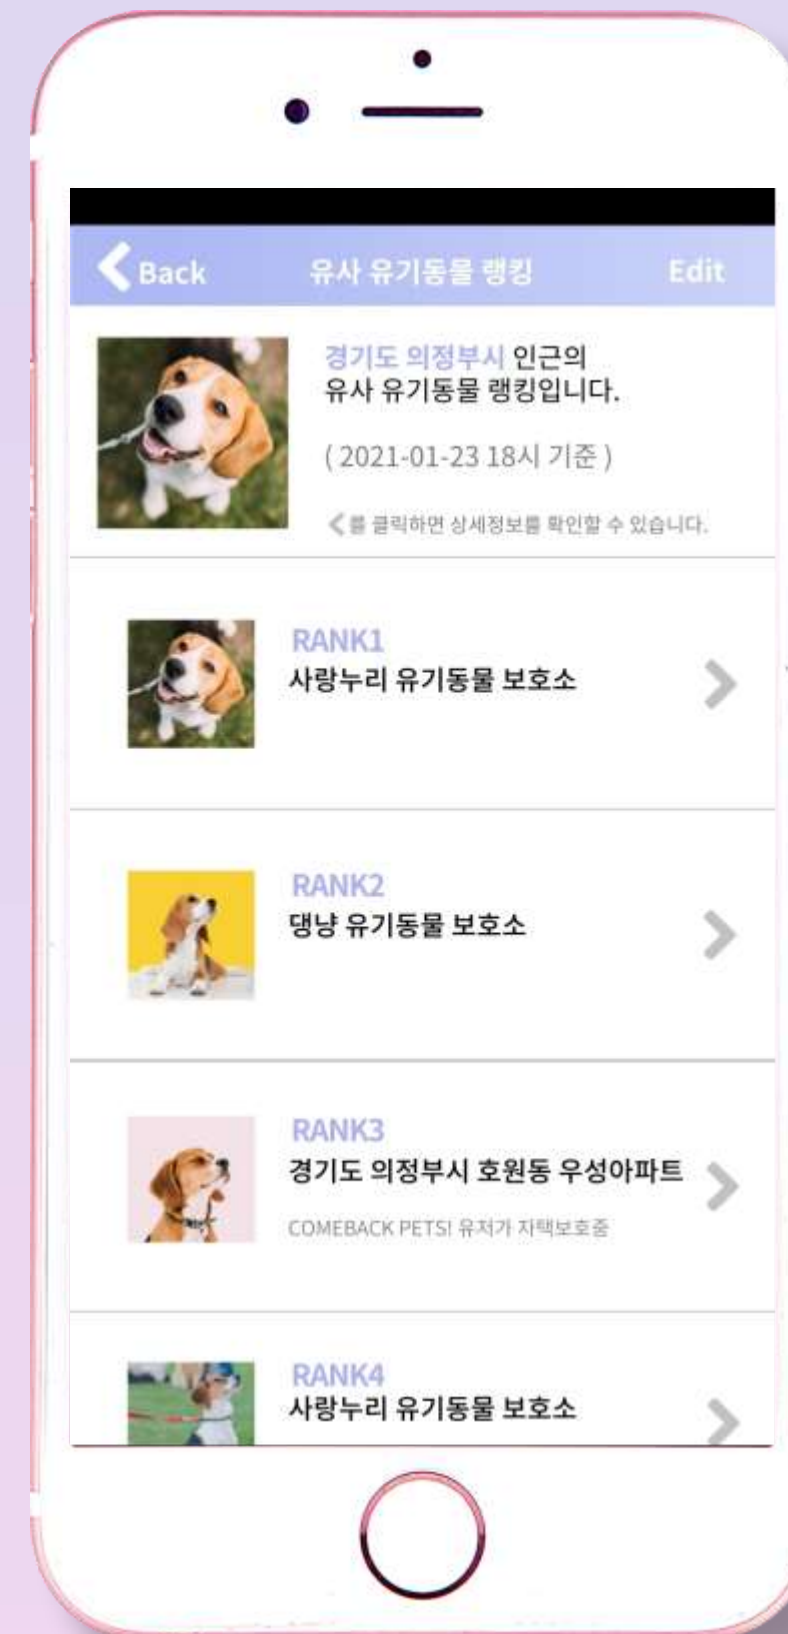 Back 유사 유기동물 랭킹 Edit
경기도 의정부시 인근의
유사 유기동물 랭킹입니다.
( 2021-01-23 18시 기준 )
를 클릭하면 상세정보를 확인할 수 있습니다.
RANK1
사랑누리 유기동물 보호소
RANK2
댕냥 유기동물 보호소
RANK3
경기도 의정부시 호원동 우성아파트
COMEBACK PETS! 유저가 자택보호중
RANK4
사랑누리 유기동물 보호소